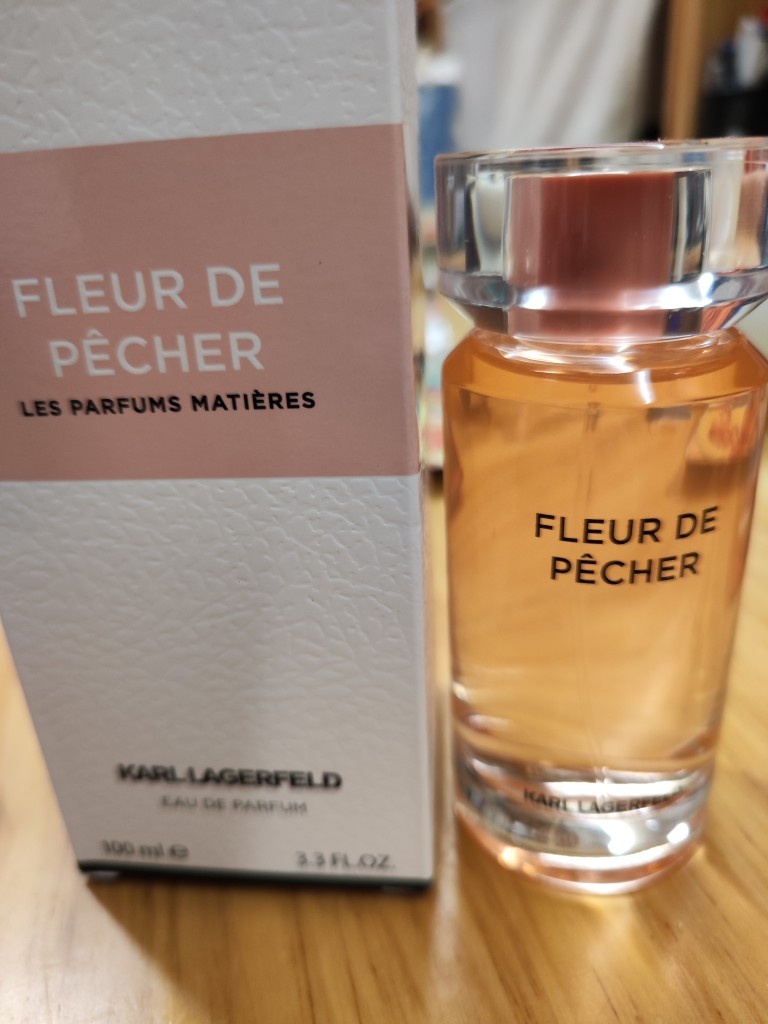 FLEUR DE
PÊCHER
LES PARFUMS MATIÈRES
KARL LAGERFELD
EAU DE PARFUM
100 ml e
3.3 FL.OZ.
FLEUR DE
PÊCHER
KARL LAGERFELD